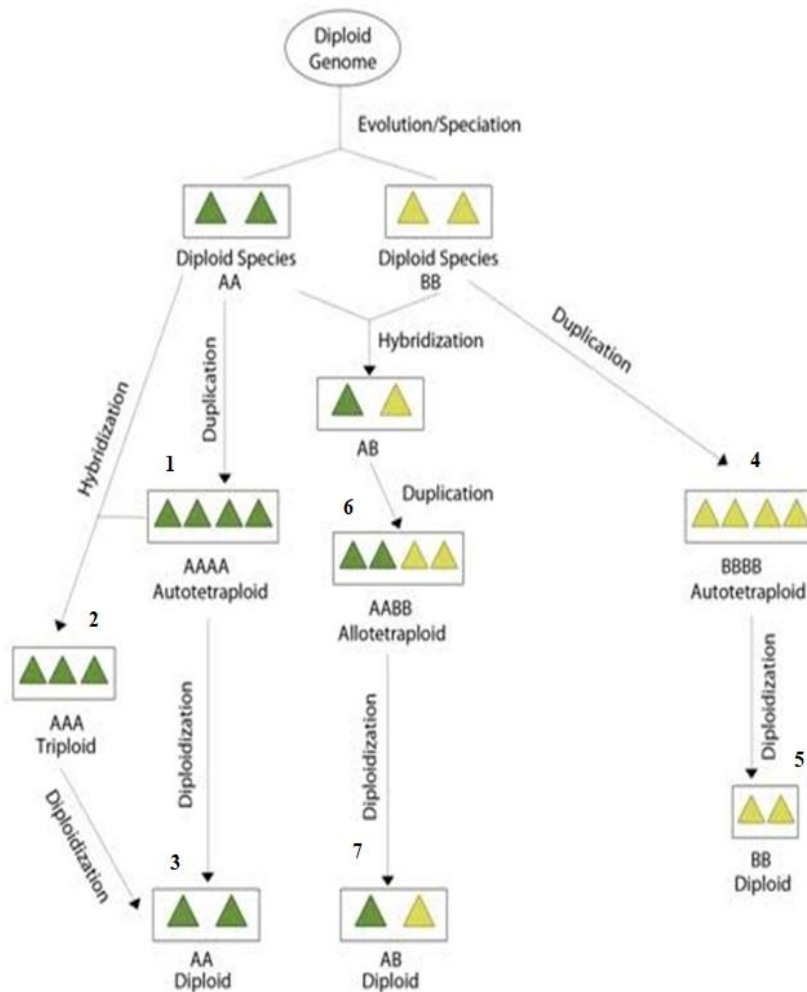 Diploid
Genome
Evolution/Speciation
Diploid Species
AA
Diploid Species
BB
Hybridization
Duplication
Hybridization
Duplication
AB
1
4
Duplication
6
AAAA
Autotetraploid
AABB
Allotetraploid
BBBB
Autotetraploid
2
AAA
Triploid
Diploidization
Diploidization
Diploidization
Diploidization
5
BB
Diploid
3
7
AA
Diploid
AB
Diploid